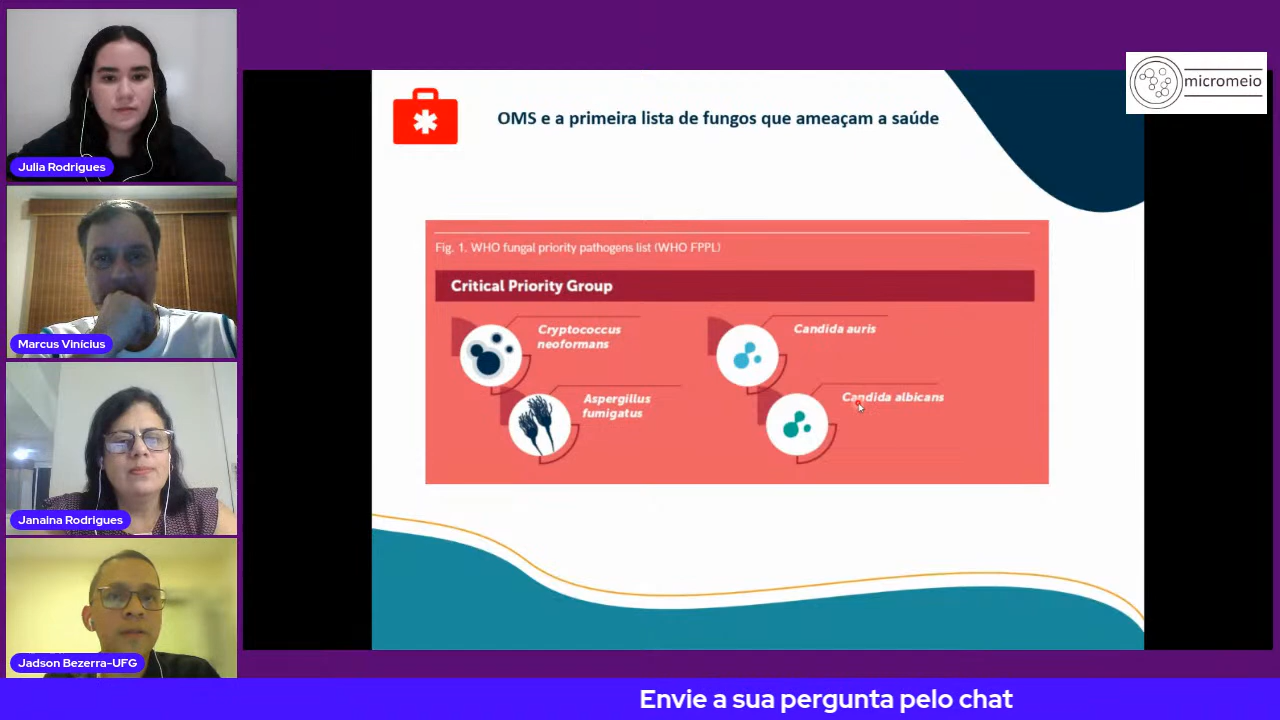 Julia Rodrigues
Marcus Vinícius
Janaina Rodrigues
Jadson Bezerra-UFG
micromeio
OMS e a primeira lista de fungos que ameaçam a saúde
Fig. 1. WHO fungal priority pathogens list (WHO FPPL)
Critical Priority Group
Cryptococcus
neoformans
Aspergillus
fumigatus
Candida auris
Candida albicans
Envie a sua pergunta pelo chat